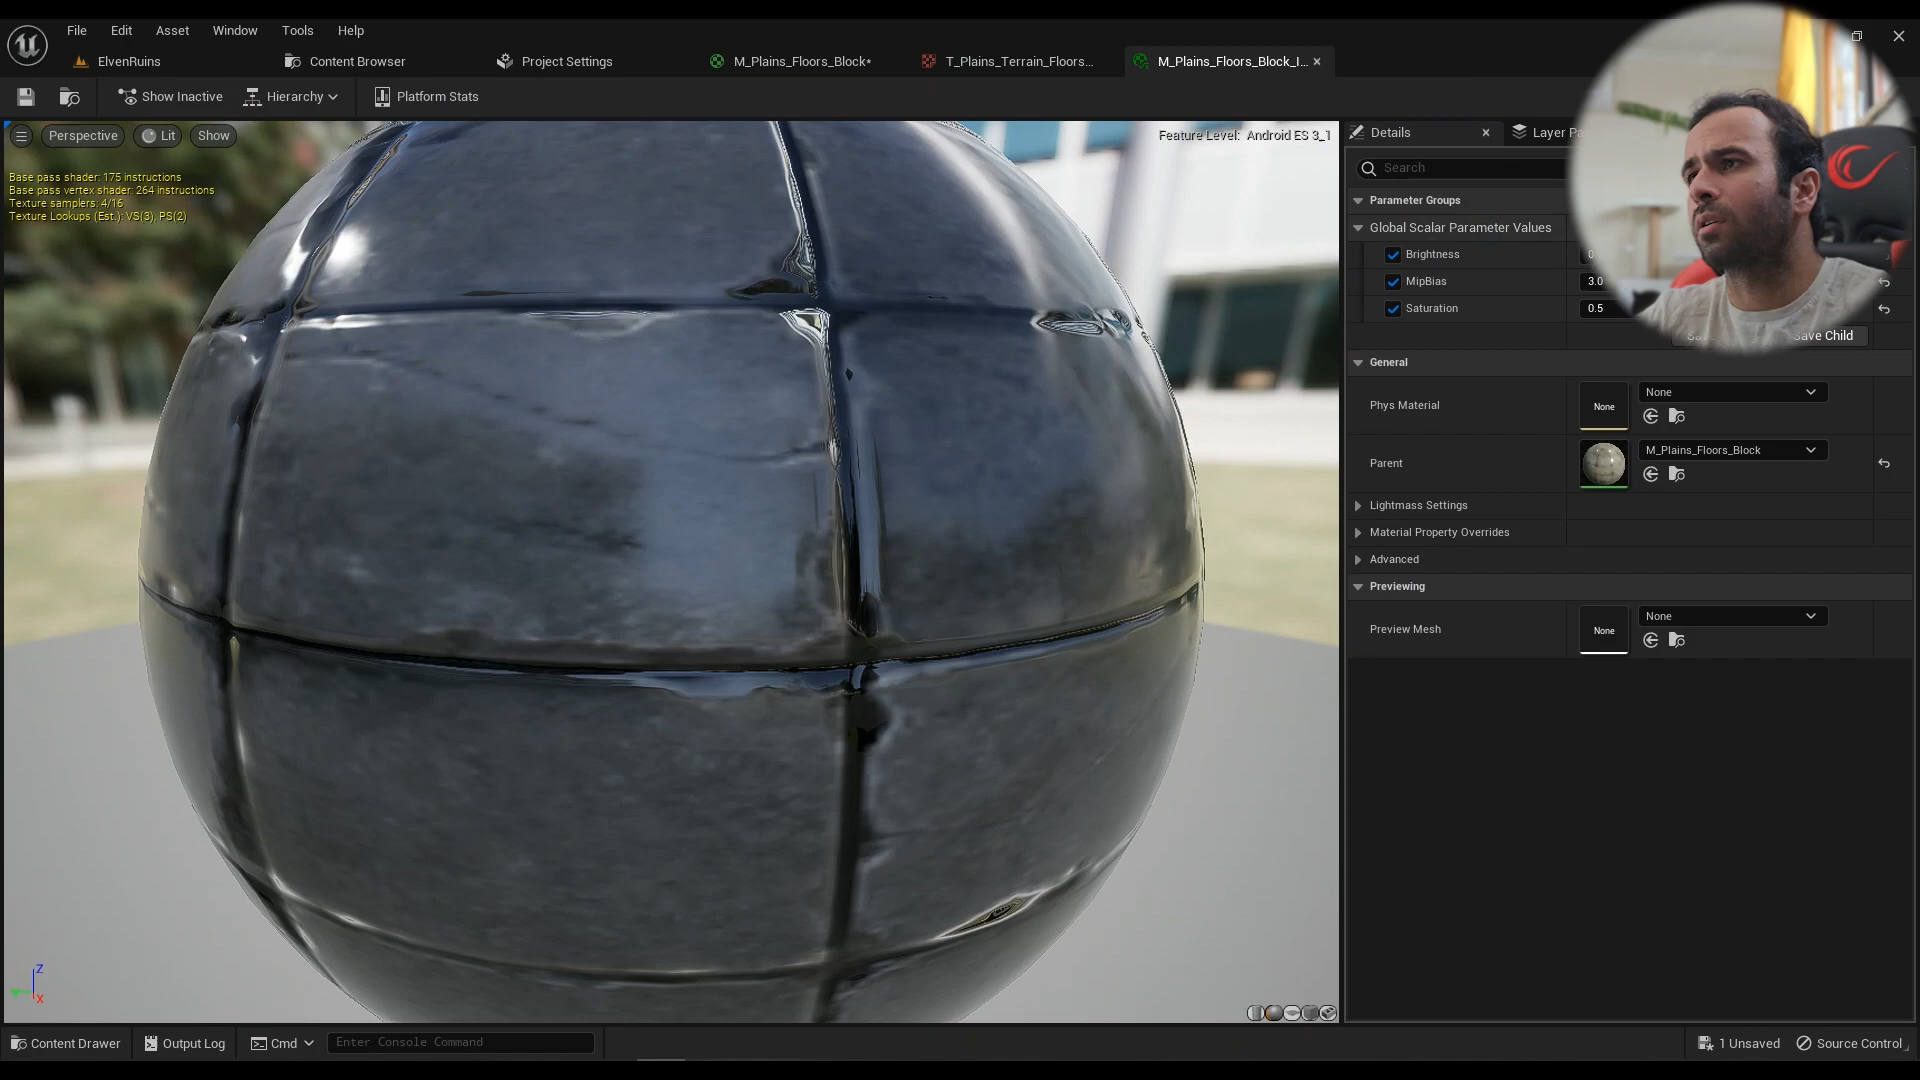 File Edit Asset Window Tools Help
ElvenRuins Content Browser Project Settings M_Plains_Floors_Block* T_Plains_Terrain_Floors... M_Plains_Floors_Block_I...
Show Inactive Hierarchy Platform Stats
Perspective Lit Show
Feature Level: Android ES 3_1
Base pass shader: 175 instructions
Base pass vertex shader: 264 instructions
Texture samplers: 4/16
Texture Lookups (Est.): VS(3), PS(2)
Z
X
Details Layer
Search
Parameter Groups
Global Scalar Parameter Values
Brightness
MipBias 3.0
Saturation 0.5
Save Child
General
Phys Material None None
Parent M_Plains_Floors_Block
Lightmass Settings
Material Property Overrides
Advanced
Previewing
Preview Mesh None None
Content Drawer Output Log Cmd Enter Console Command 1 Unsaved Source Control